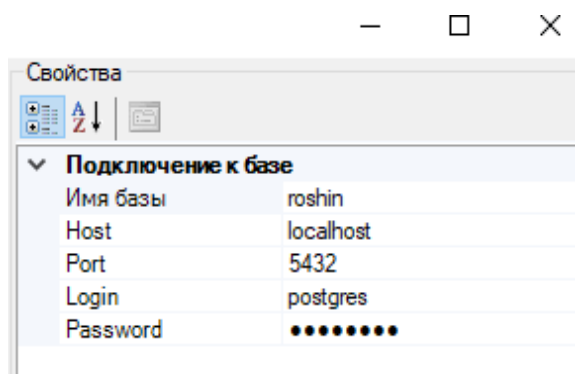 Свойства
Подключение к базе
Имя базы roshin
Host localhost
Port 5432
Login postgres
Password ●●●●●●●●